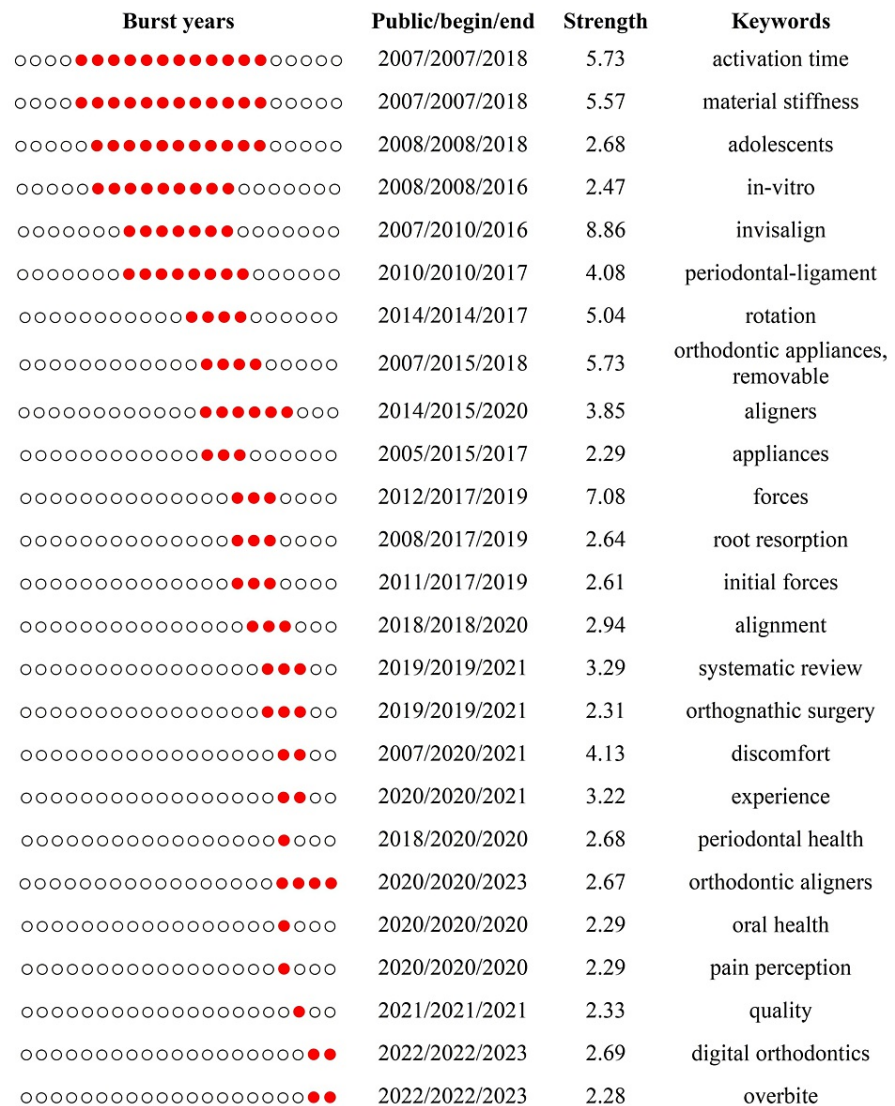 Burst years Public/begin/end Strength Keywords
2007/2007/2018 5.73 activation time
2007/2007/2018 5.57 material stiffness
2008/2008/2018 2.68 adolescents
2008/2008/2016 2.47 in-vitro
2007/2010/2016 8.86 invisalign
2010/2010/2017 4.08 periodontal-ligament
2014/2014/2017 5.04 rotation
2007/2015/2018 5.73 orthodontic appliances,
removable
2014/2015/2020 3.85 aligners
2005/2015/2017 2.29 appliances
2012/2017/2019 7.08 forces
2008/2017/2019 2.64 root resorption
2011/2017/2019 2.61 initial forces
2018/2018/2020 2.94 alignment
2019/2019/2021 3.29 systematic review
2019/2019/2021 2.31 orthognathic surgery
2007/2020/2021 4.13 discomfort
2020/2020/2021 3.22 experience
2018/2020/2020 2.68 periodontal health
2020/2020/2023 2.67 orthodontic aligners
2020/2020/2020 2.29 oral health
2020/2020/2020 2.29 pain perception
2021/2021/2021 2.33 quality
2022/2022/2023 2.69 digital orthodontics
2022/2022/2023 2.28 overbite